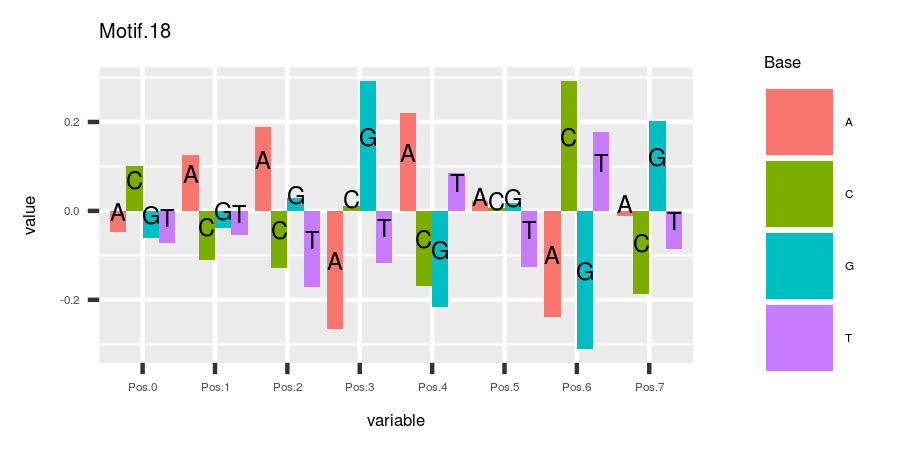 Motif.18
Base
A
C
G
T
value
0.2
0.0
-0.2
A C G T A C G T A C G T A C G T A C G T A C G T A C G T A C G T
Pos.0 Pos.1 Pos.2 Pos.3 Pos.4 Pos.5 Pos.6 Pos.7
variable